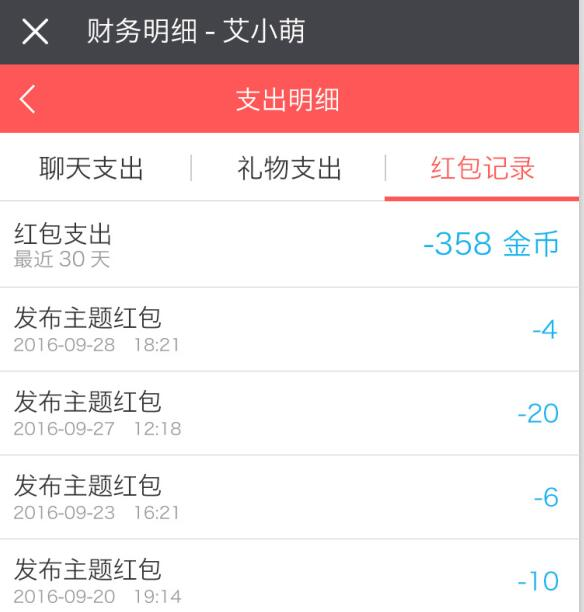 财务明细 - 艾小萌
支出明细
聊天支出
礼物支出
红包记录
红包支出
最近 30 天
-358 金币
发布主题红包
2016-09-28 18:21
-4
发布主题红包
2016-09-27 12:18
-20
发布主题红包
2016-09-23 16:21
-6
发布主题红包
2016-09-20 19:14
-10